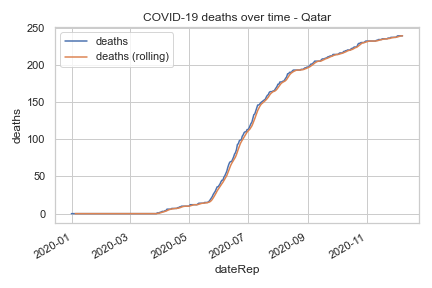 COVID-19 deaths over time - Qatar
deaths
deaths (rolling)
250
200
150
100
50
0
deaths
2020-01
2020-03
2020-05
2020-07
2020-09
2020-11
dateRep